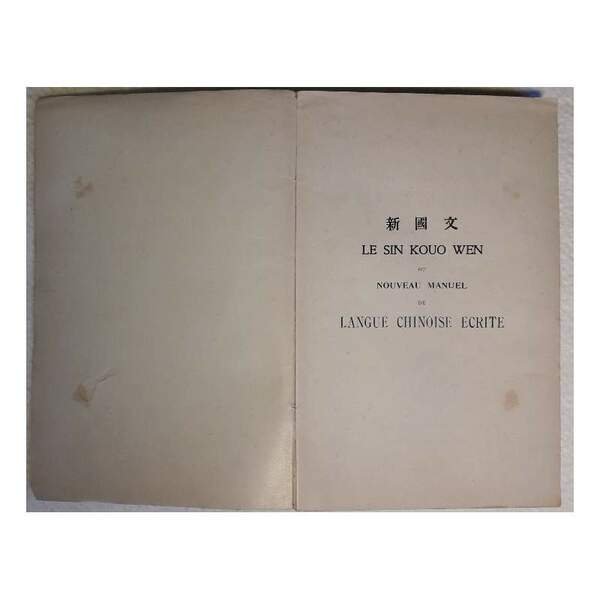 新國文
LE SIN KOUO WEN
OU
NOUVEAU MANUEL
DE
LANGUE CHINOISE ECRITE